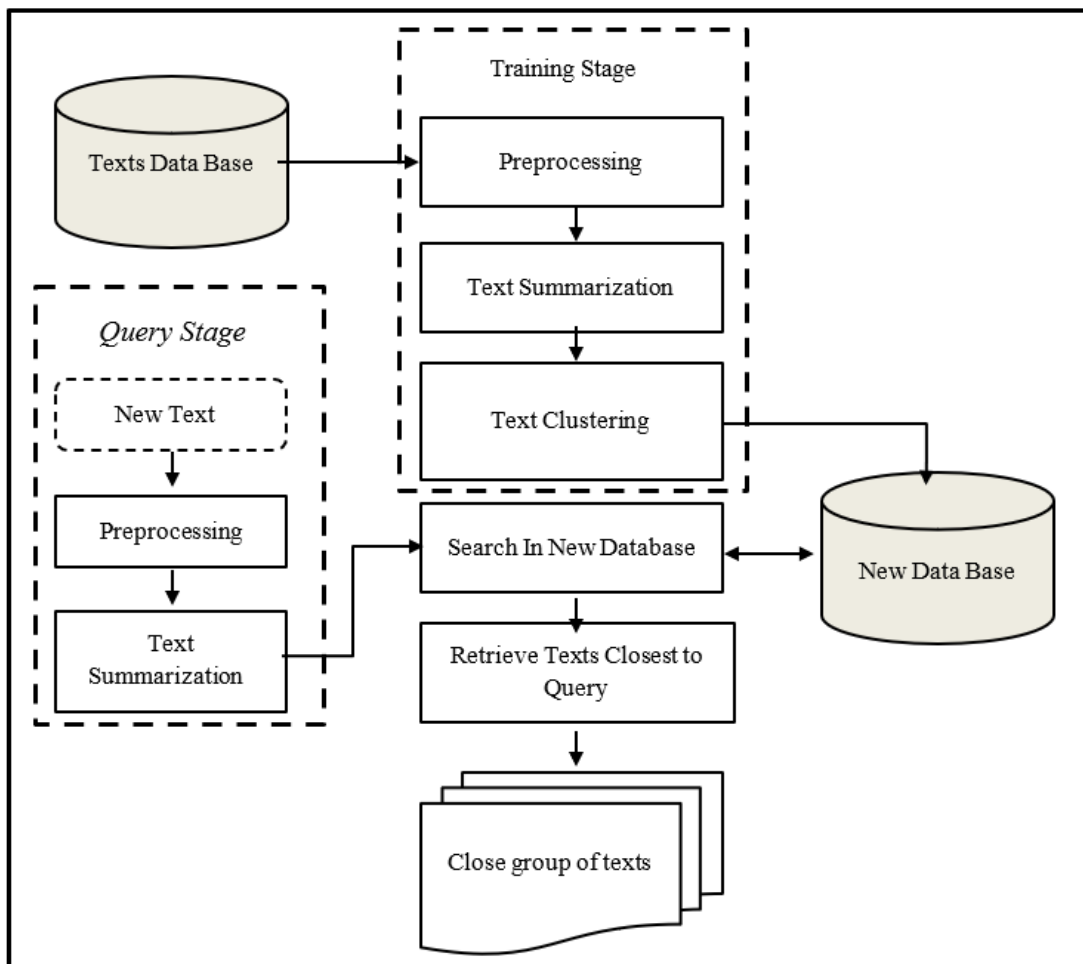 Training Stage
Texts Data Base
Preprocessing
Text Summarization
Text Clustering
Query Stage
New Text
Preprocessing
Text
Summarization
Search In New Database
New Data Base
Retrieve Texts Closest to
Query
Close group of texts